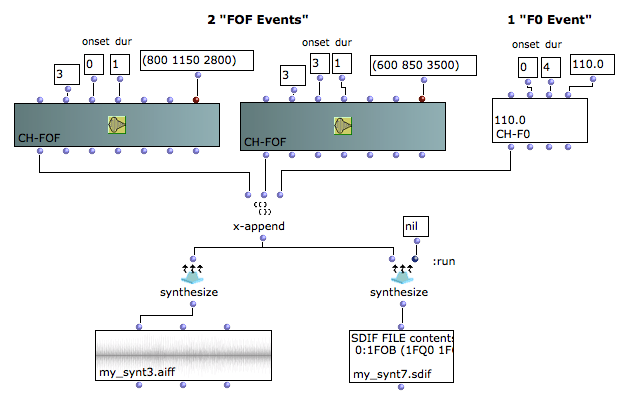 2 "FOF Events"
1 "F0 Event"
onset dur
3
0
1
(800 1150 2800)
onset dur
3
3
1
(600 850 3500)
onset dur
0
4
110.0
CH-FOF
CH-FOF
110.0
CH-F0
x-append
nil
:run
synthesize
synthesize
my_synt3.aiff
SDIF FILE contents
0:1FOB (1FQ0 1F
my_synt7.sdif